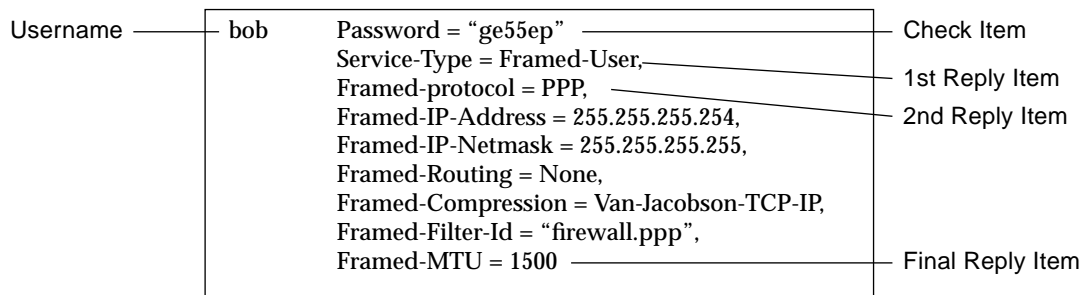 Username bob Password = “ge55ep” Check Item
Service-Type = Framed-User,
1st Reply Item
Framed-protocol = PPP,
2nd Reply Item
Framed-IP-Address = 255.255.255.254,
Framed-IP-Netmask = 255.255.255.255,
Framed-Routing = None,
Framed-Compression = Van-Jacobson-TCP-IP,
Framed-Filter-Id = “firewall.ppp”,
Framed-MTU = 1500 Final Reply Item